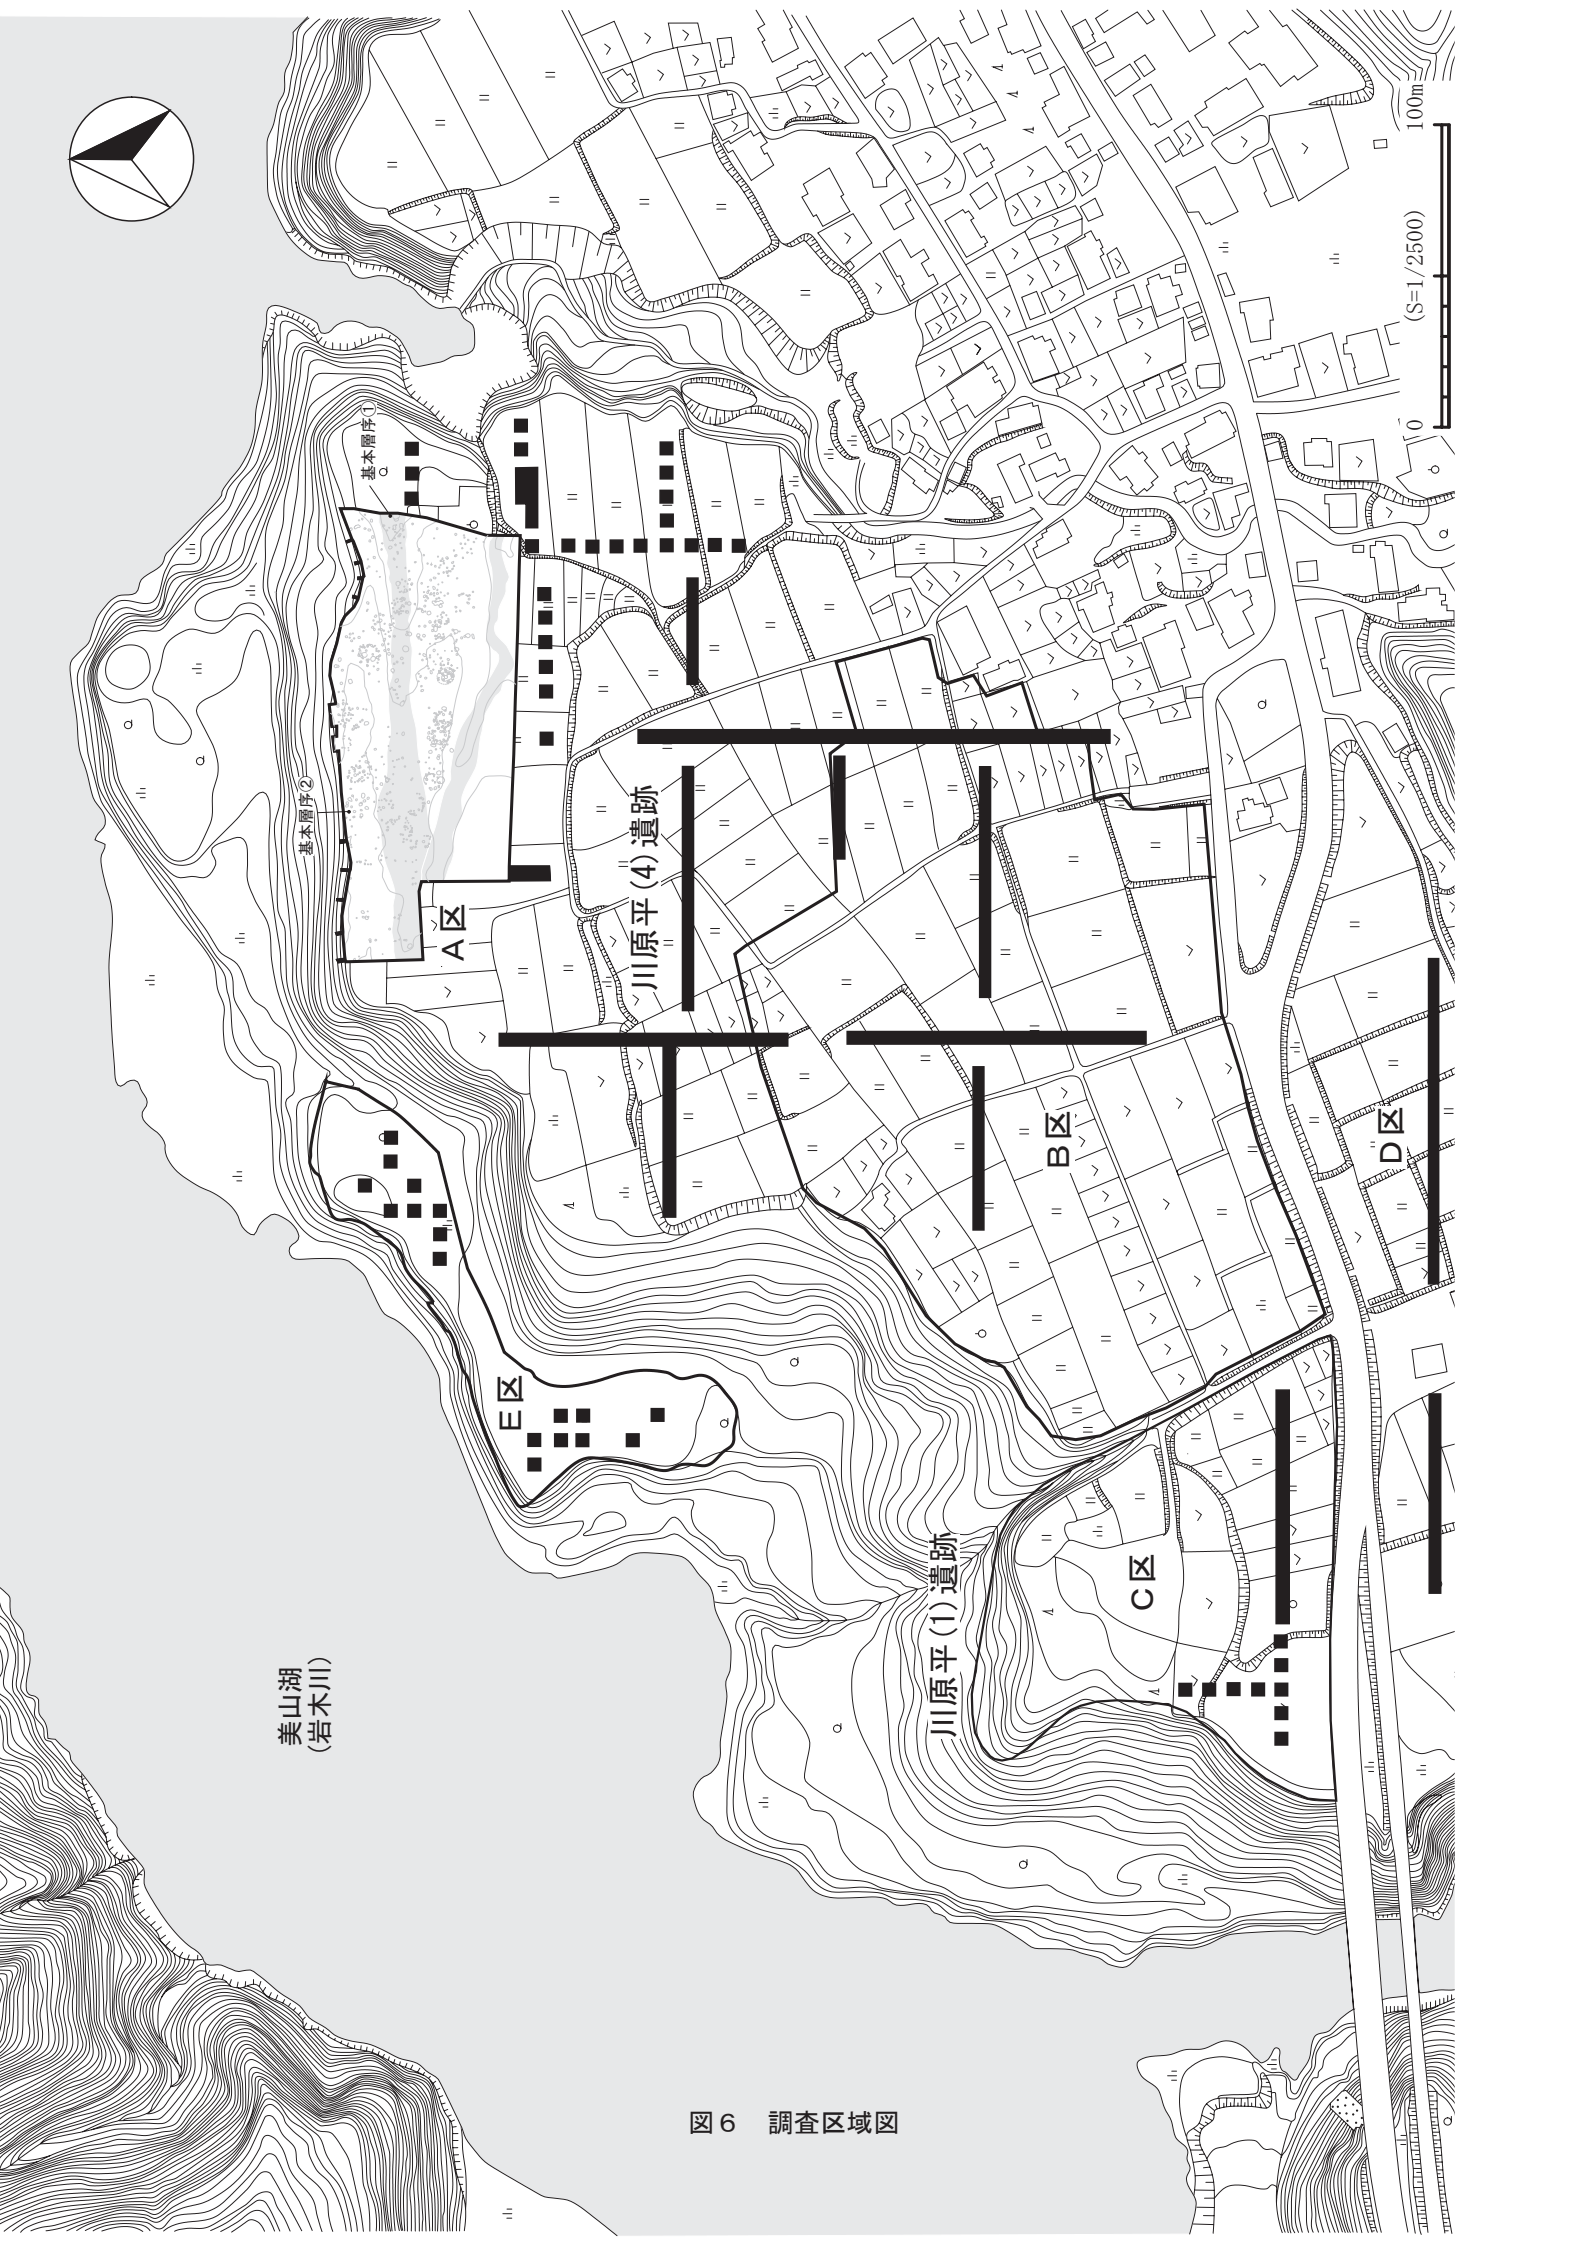 基本層序①
基本層序②
A区
川原平(4)遺跡
E区
B区
D区
C区
川原平(1)遺跡
美山湖
(岩木川)
0
(S=1/2500)
100m
図6　調査区域図